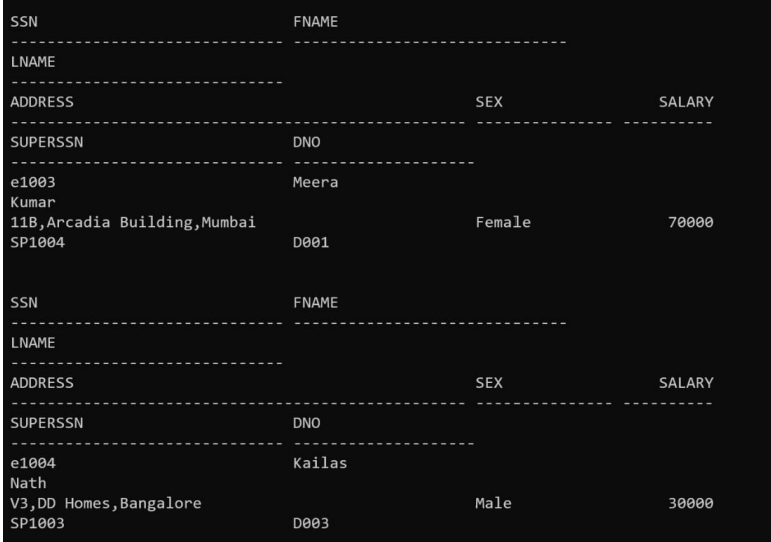 SSN                            FNAME
------------------------------ ------------------------------
LNAME
------------------------------
ADDRESS                                            SEX                 SALARY
-------------------------------------------------- --------------- ----------
SUPERSSN                       DNO
------------------------------ --------------------
e1003                          Meera
Kumar
11B,Arcadia Building,Mumbai                        Female               70000
SP1004                         D001
SSN                            FNAME
------------------------------ ------------------------------
LNAME
------------------------------
ADDRESS                                            SEX                 SALARY
-------------------------------------------------- --------------- ----------
SUPERSSN                       DNO
------------------------------ --------------------
e1004                          Kailas
Nath
V3,DD Homes,Bangalore                              Male                 30000
SP1003                         D003